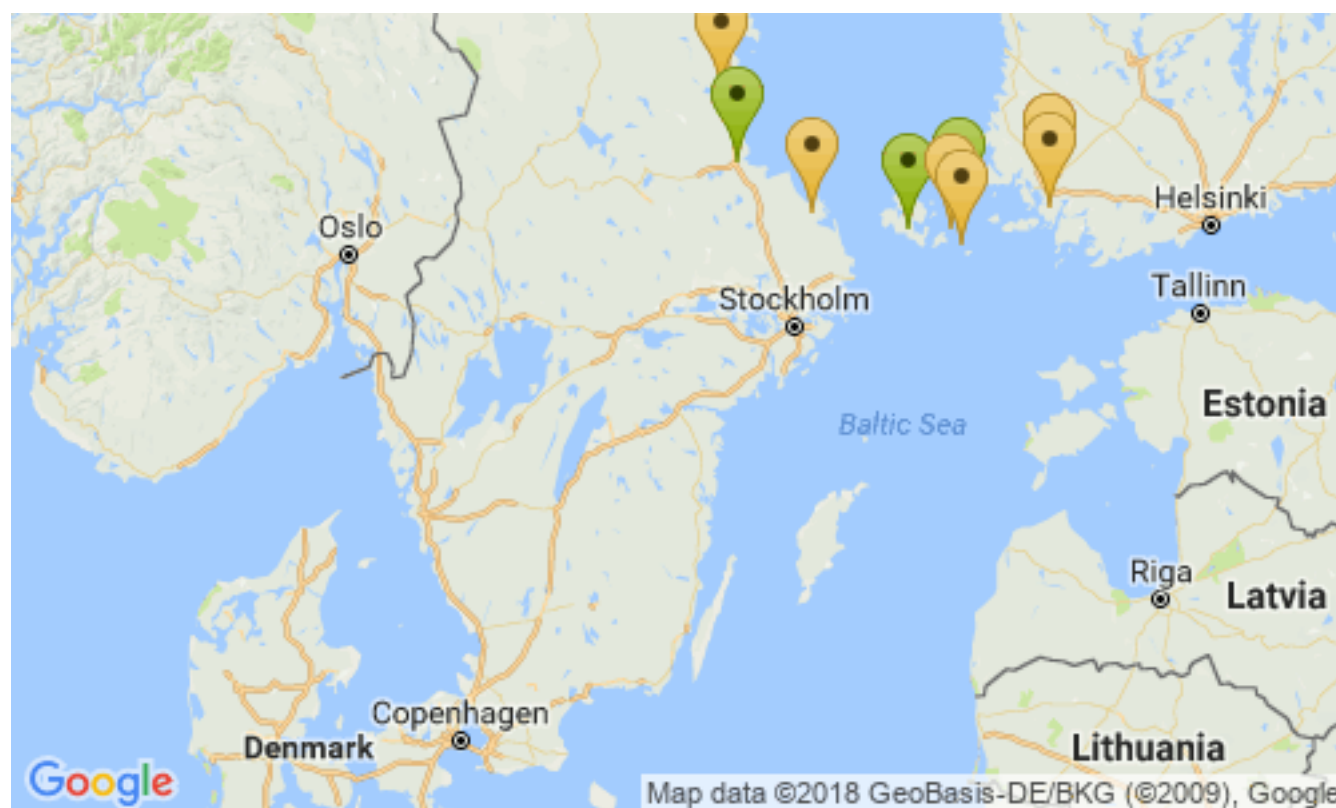 Helsinki
Oslo
Tallinn
Stockholm
Estonia
Baltic Sea
Riga
Latvia
Copenhagen
Denmark
Lithuania
Google
Map data ©2018 GeoBasis-DE/BKG (©2009), Google